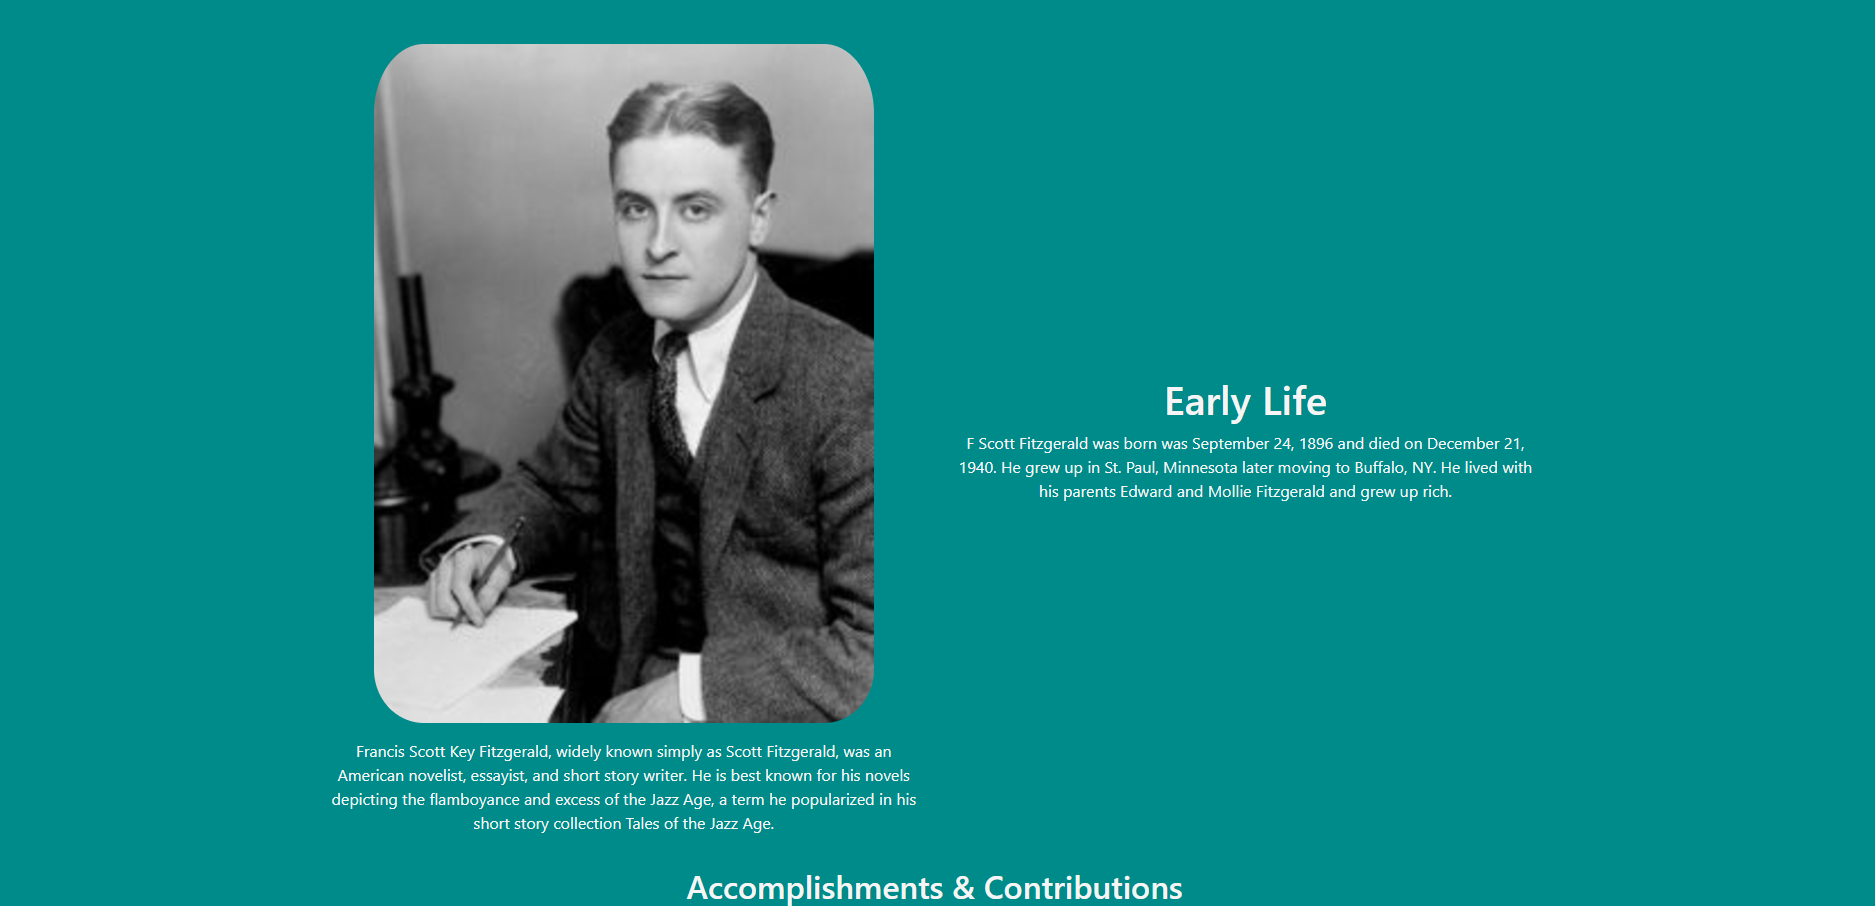 Early Life
F Scott Fitzgerald was born was September 24, 1896 and died on December 21,
1940. He grew up in St. Paul, Minnesota later moving to Buffalo, NY. He lived with
his parents Edward and Mollie Fitzgerald and grew up rich.
Francis Scott Key Fitzgerald, widely known simply as Scott Fitzgerald, was an
American novelist, essayist, and short story writer. He is best known for his novels
depicting the flamboyance and excess of the Jazz Age, a term he popularized in his
short story collection Tales of the Jazz Age.
Accomplishments & Contributions